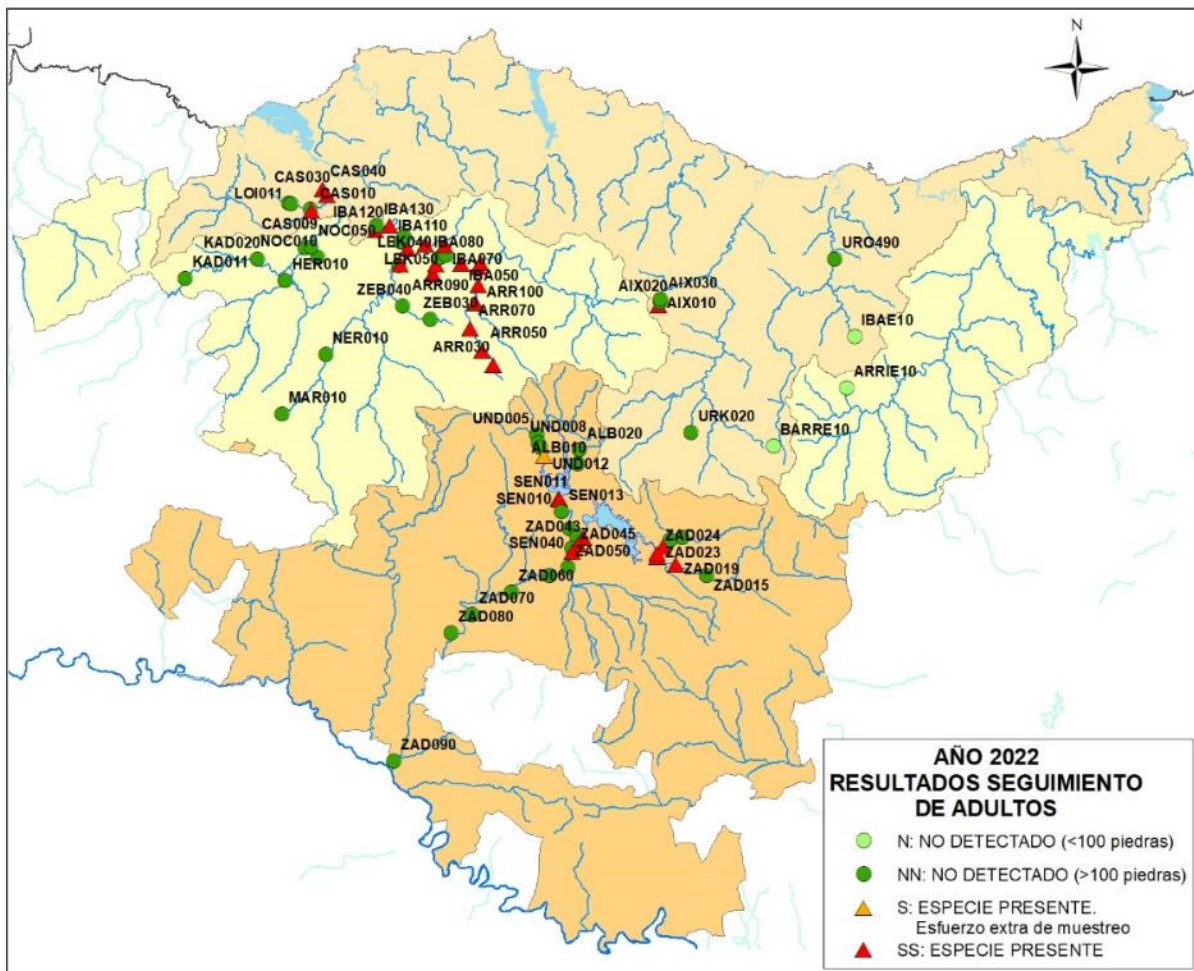 N
CAS040
CAS030
LOI011
CAS010
CAS009
IBA120
IBA130
NOC050
IBA110
KAD020
NOC010
LEK040
IBA080
KAD011
HER010
LEK050
IBA070
IBA050
ARR090
ARR100
ZEB040
ZEB030
ARR070
ARR050
ARR030
NER010
MAR010
URO490
AIX020
AIX030
AIX010
IBAE10
ARRIE10
URK020
BARRE10
UND005
UND008
ALB020
ALB010
UND012
SEN011
SEN010
SEN013
ZAD043
ZAD045
SEN040
ZAD050
ZAD024
ZAD023
ZAD019
ZAD015
ZAD060
ZAD070
ZAD080
ZAD090
AÑO 2022
RESULTADOS SEGUIMIENTO
DE ADULTOS
N: NO DETECTADO (<100 piedras)
NN: NO DETECTADO (>100 piedras)
S: ESPECIE PRESENTE.
Esfuerzo extra de muestreo
SS: ESPECIE PRESENTE